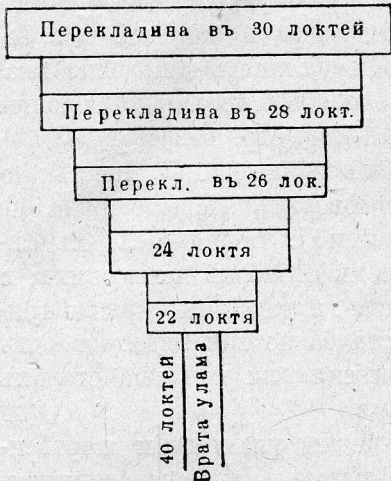 Перекладина въ 30 локтей
Перекладина въ 28 локт.
Перекл. въ 26 лок.
24 локтя
22 локтя
40 локтей
Врата улама